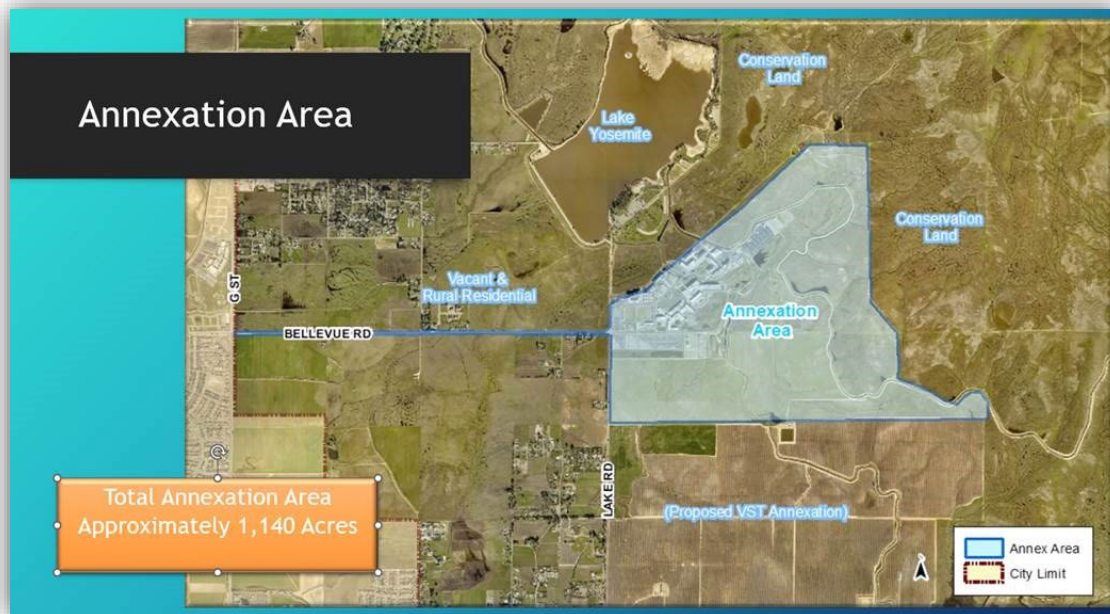 Annexation Area
Conservation
Land
Lake
Yosemite
Conservation
Land
Vacant &
Rural Residential
G ST
BELLEVUE RD
Annexation
Area
LAKE RD
Total Annexation Area
Approximately 1,140 Acres
(Proposed VST Annexation)
Annex Area
City Limit